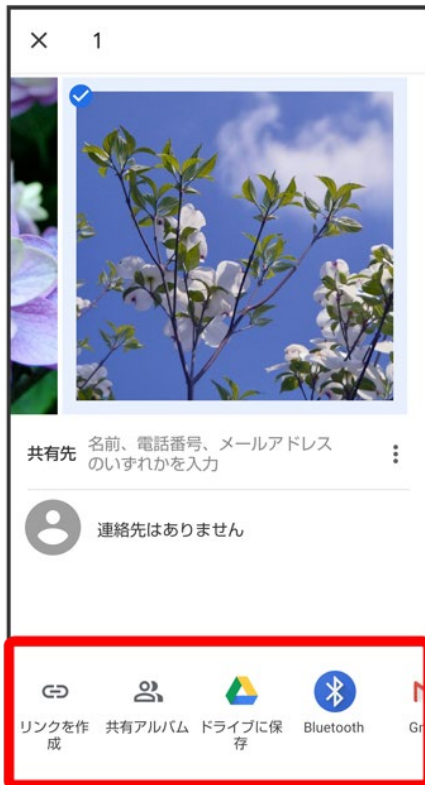 1
共有先
名前、電話番号、メールアドレス
のいずれかを入力
連絡先はありません
リンクを作
成
共有アルバム
ドライブに保
存
Bluetooth